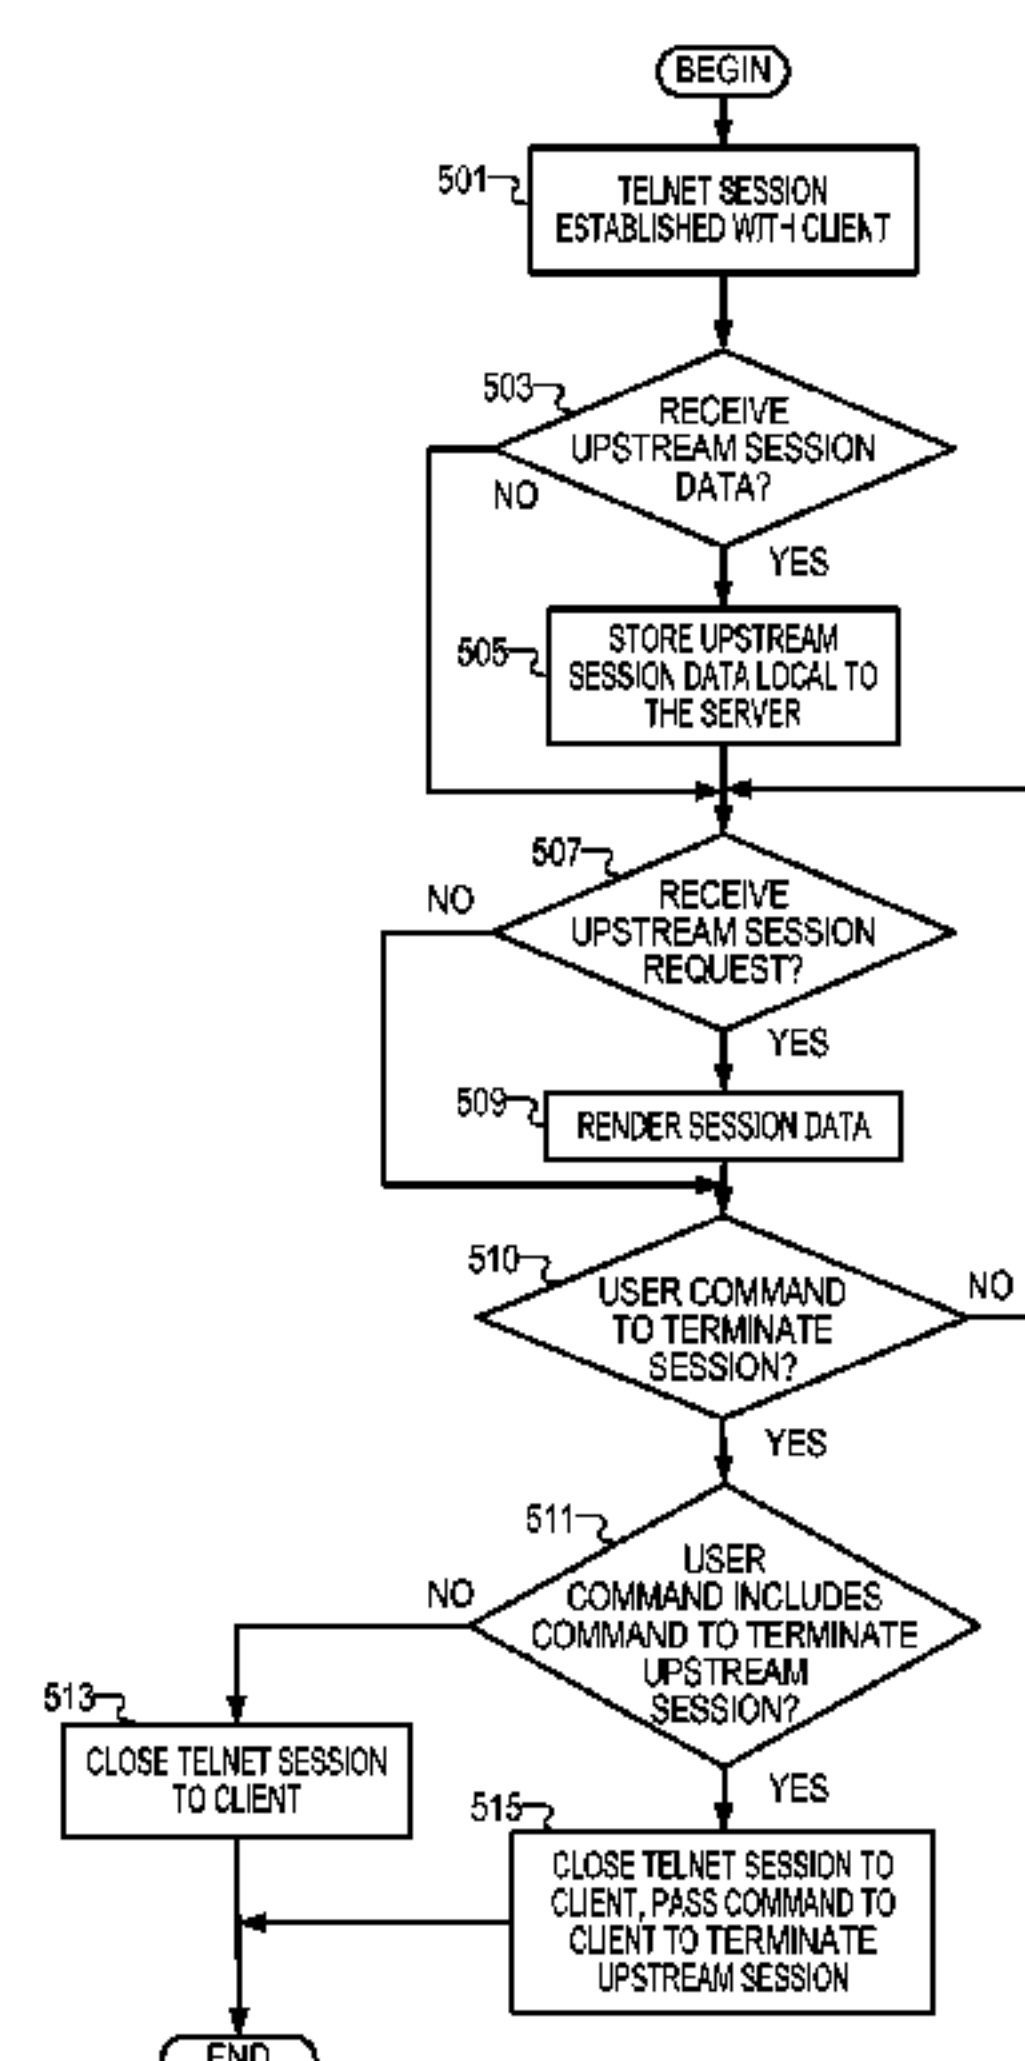 BEGIN
501
TELNET SESSION
ESTABLISHED WITH CLIENT
503
RECEIVE
UPSTREAM SESSION
DATA?
NO
YES
505
STORE UPSTREAM
SESSION DATA LOCAL TO
THE SERVER
507
NO
RECEIVE
UPSTREAM SESSION
REQUEST?
YES
509
RENDER SESSION DATA
510
USER COMMAND
TO TERMINATE
SESSION?
NO
YES
511
NO
USER
COMMAND INCLUDES
COMMAND TO TERMINATE
UPSTREAM
SESSION?
YES
513
CLOSE TELNET SESSION
TO CLIENT
515
CLOSE TELNET SESSION TO
CLIENT, PASS COMMAND TO
CLIENT TO TERMINATE
UPSTREAM SESSION
END